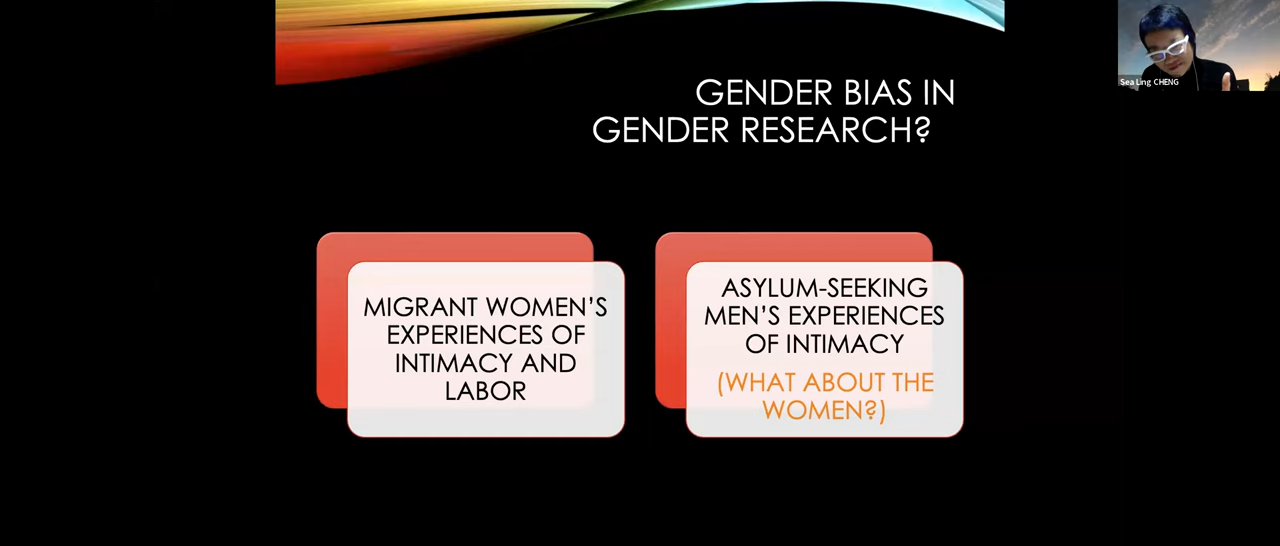 GENDER BIAS IN
GENDER RESEARCH?
Sea Ling CHENG
MIGRANT WOMEN’S
EXPERIENCES OF
INTIMACY AND
LABOR
ASYLUM-SEEKING
MEN’S EXPERIENCES
OF INTIMACY
(WHAT ABOUT THE
WOMEN?)